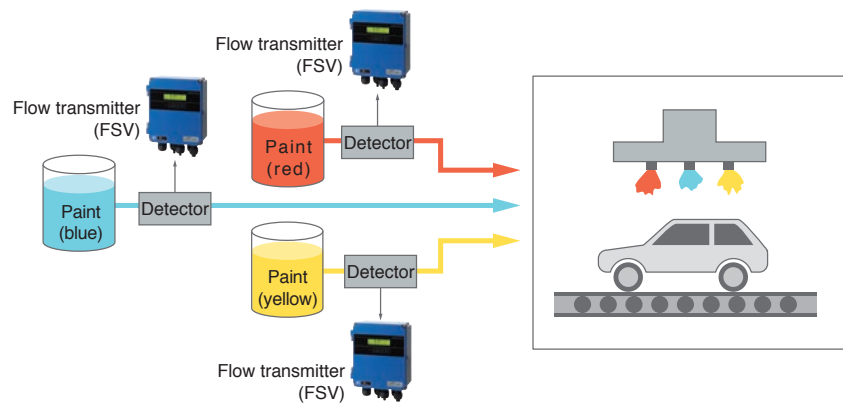 Flow transmitter
(FSV)
Flow transmitter
(FSV)
Paint
(red)
Detector
Paint
(blue)
Detector
Paint
(yellow)
Detector
Flow transmitter
(FSV)